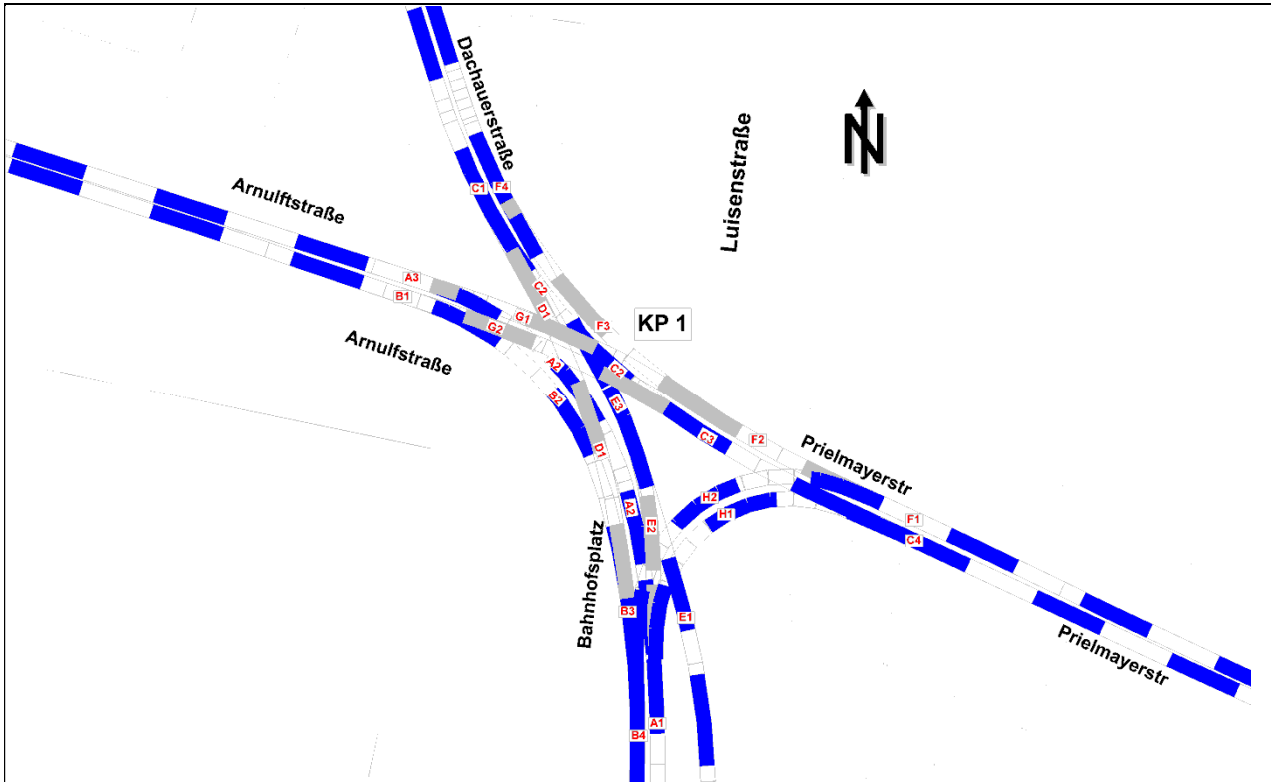 Dachauerstraße
Luisenstraße
N
Arnulftstraße
C1
F4
A3
B1
C2
D1
G1
G2
F3
KP 1
Arnulfstraße
A2
B2
C2
E3
C3
F2
Prielmayerstr
D1
H2
H1
F1
C4
A2
E2
Bahnhofsplatz
B3
E1
Prielmayerstr
A1
B4